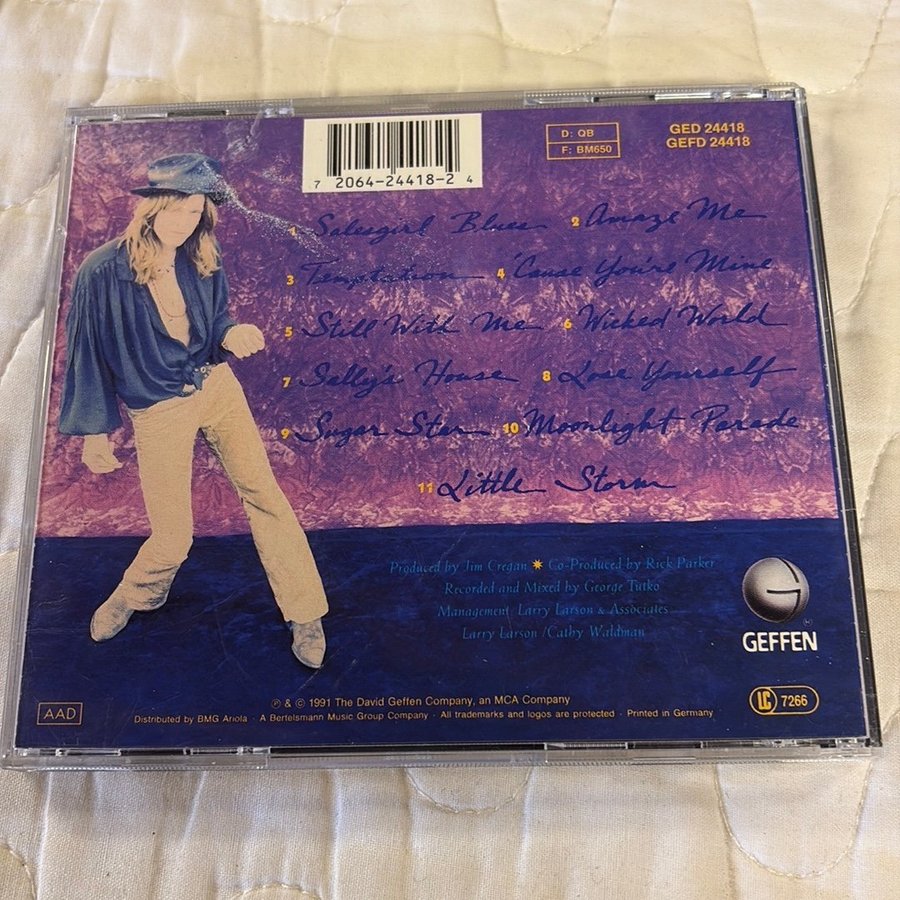 7 2064-24418-2 4
D: QB
F: BM650
GED 24418
GEFD 24418
1 Salesgirl Blues 2 Amaze Me
3 Temptation 4 'Cause You're Mine
5 Still With Me 6 Wicked World
7 Sally's House 8 Lose Yourself
9 Sugar Star 10 Moonlight Parade
11 Little Storm
Produced by Jim Cregan ✷ Co-Produced by Rick Parker
Recorded and Mixed by George Tutko
Management Larry Larson & Associates
Larry Larson / Cathy Waldman
G
GEFFEN
AAD
℗ & © 1991 The David Geffen Company, an MCA Company
Distributed by BMG Ariola · A Bertelsmann Music Group Company · All trademarks and logos are protected · Printed in Germany
LC 7266